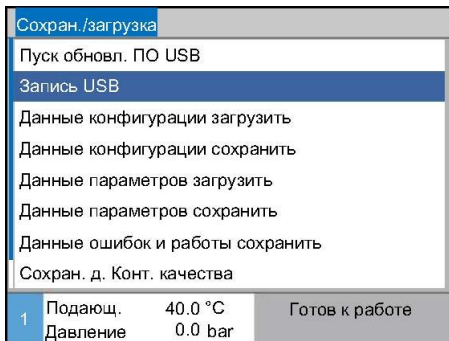 Сохран./загрузка
Пуск обновл. ПО USB
Запись USB
Данные конфигурации загрузить
Данные конфигурации сохранить
Данные параметров загрузить
Данные параметров сохранить
Данные ошибок и работы сохранить
Сохран. д. Конт. качества
1 Подающ. 40.0 °C Готов к работе
Давление 0.0 bar